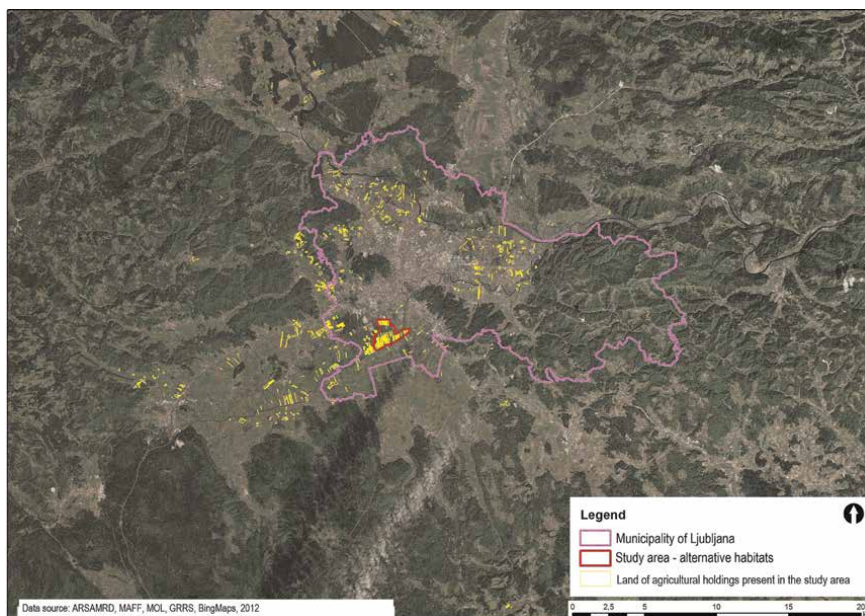 Legend
Municipality of Ljubljana
Study area - alternative habitats
Land of agricultural holdings present in the study area
Data source: ARSAMRD, MAFF, MOL, GRRS, BingMaps, 2012
0 2,5 5 10 15 20